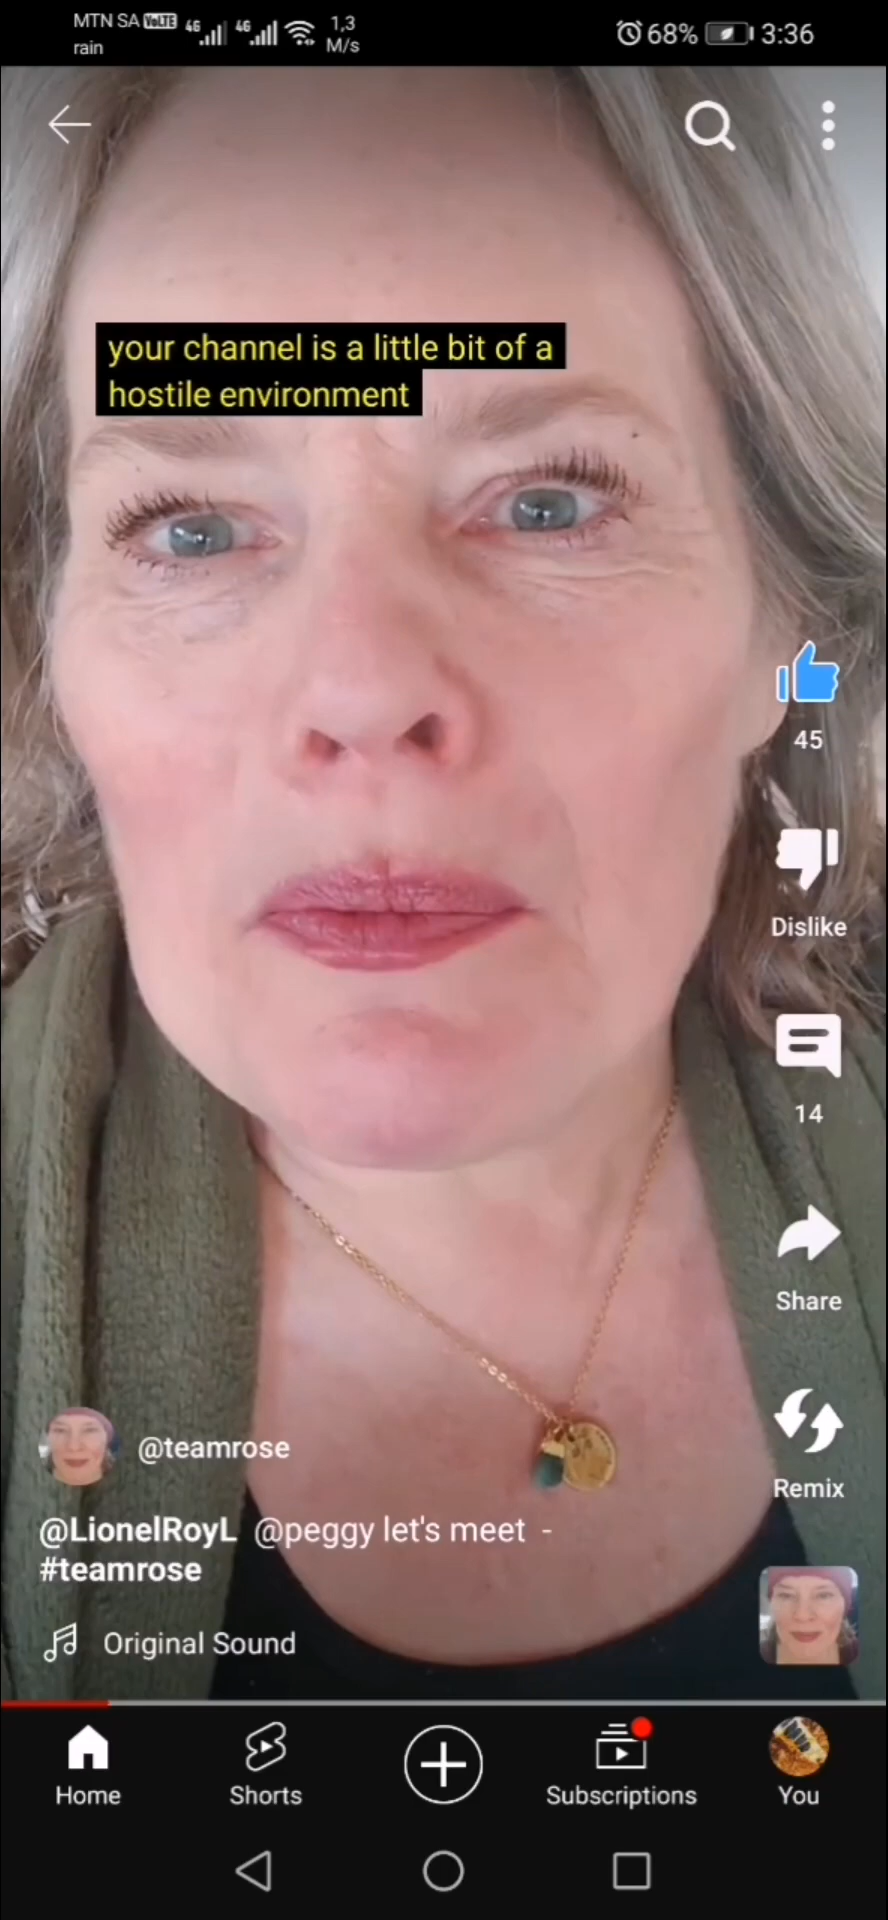 MTN SA VoLTE 4G 4G 1,3 68% 3:36
rain M/s
your channel is a little bit of a
hostile environment
45
Dislike
14
Share
@teamrose
Remix
@LionelRoyL @peggy let's meet -
#teamrose
Original Sound
Home Shorts Subscriptions You